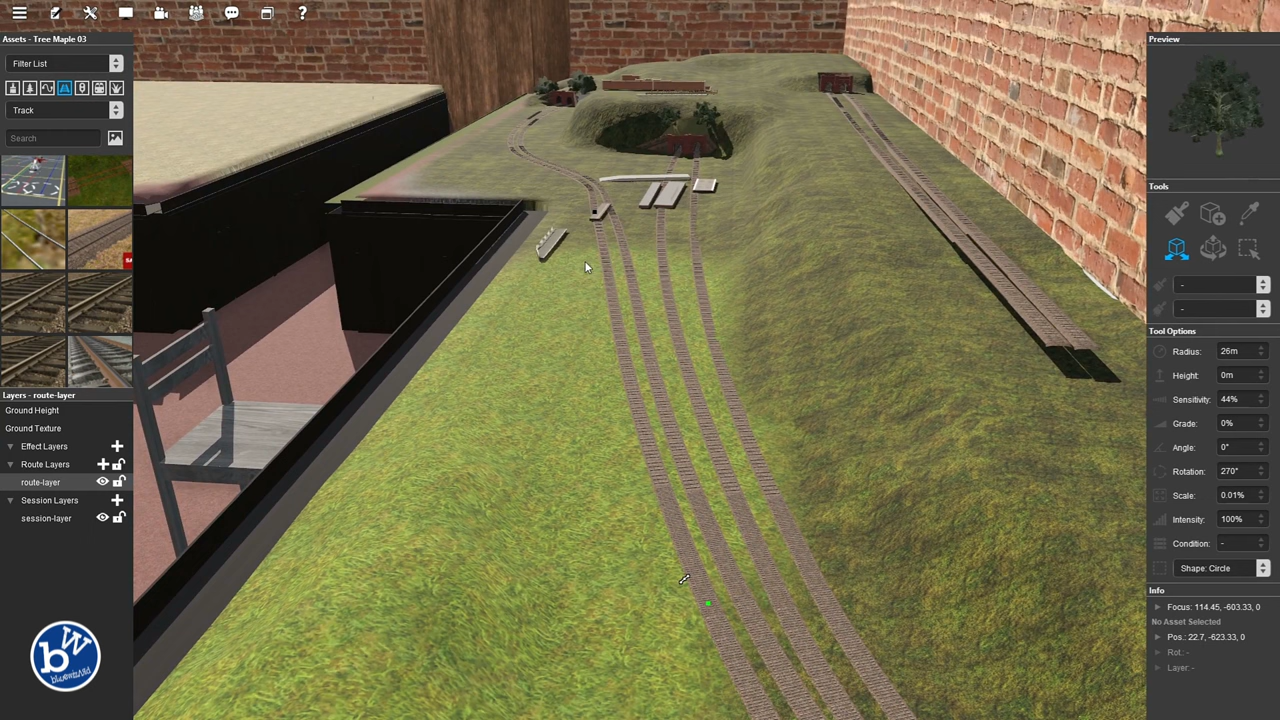 Assets - Tree Maple 03
Filter List
Track
Search
Layers - route-layer
Ground Height
Ground Texture
Effect Layers
Route Layers
route-layer
Session Layers
session-layer
bW
bluewizard
Preview
Tools
-
-
Tool Options
Radius: 26m
Height: 0m
Sensitivity: 44%
Grade: 0%
Angle: 0°
Rotation: 270°
Scale: 0.01%
Intensity: 100%
Condition: -
Shape: Circle
Info
Focus: 114.45, -603.33, 0
No Asset Selected
Pos.: 22.7, -623.33, 0
Rot.: -
Layer: -